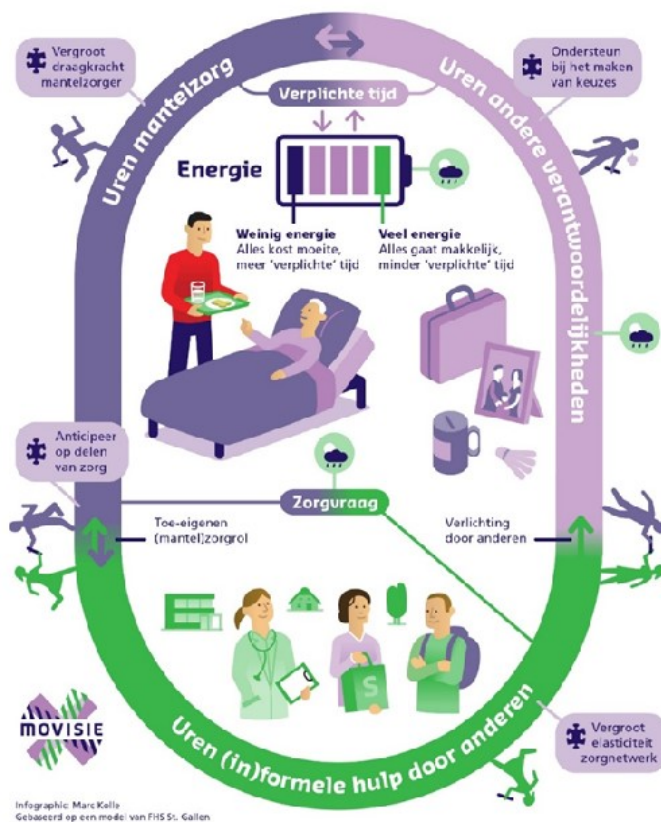 Vergroot
draagkracht
mantelzorger
Ondersteun
bij het maken
van keuzes
Uren mantelzorg
Verplichte tijd
Uren andere verantwoordelijkheden
Energie
Weinig energie
Alles kost moeite,
meer ‘verplichte’ tijd
Veel energie
Alles gaat makkelijk,
minder ‘verplichte’ tijd
Anticipeer
op delen
van zorg
Zorgvraag
Toe-eigenen
(mantel)zorgrol
Verlichting
door anderen
S
Uren (in)formele hulp door anderen
MOVISIE
Vergroot
elasticiteit
zorgnetwerk
Infographic: Marc Kolle
Gebaseerd op een model van FHS St. Gallen